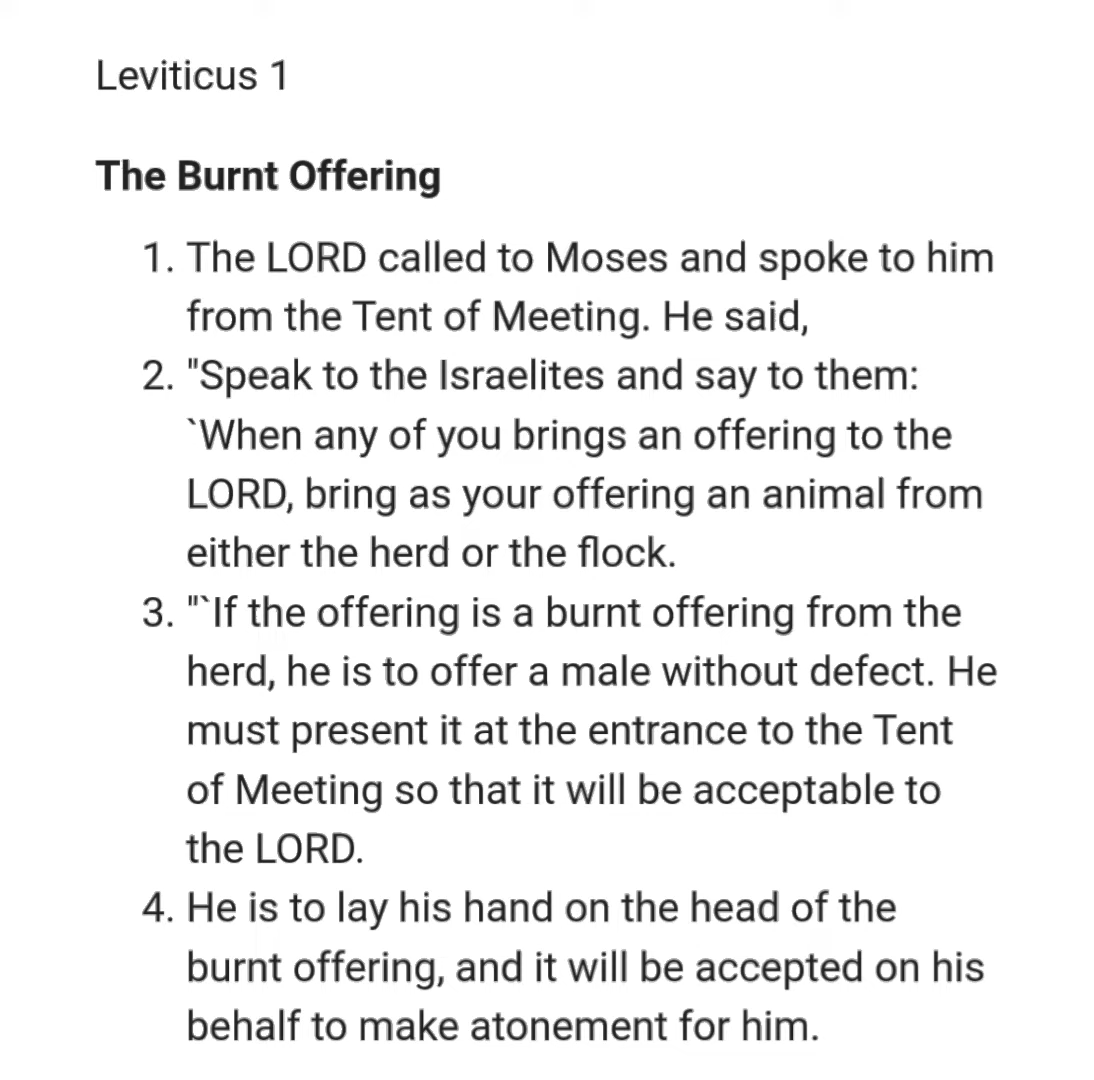 Leviticus 1
The Burnt Offering
1. The LORD called to Moses and spoke to him
from the Tent of Meeting. He said,
2. "Speak to the Israelites and say to them:
`When any of you brings an offering to the
LORD, bring as your offering an animal from
either the herd or the flock.
3. "`If the offering is a burnt offering from the
herd, he is to offer a male without defect. He
must present it at the entrance to the Tent
of Meeting so that it will be acceptable to
the LORD.
4. He is to lay his hand on the head of the
burnt offering, and it will be accepted on his
behalf to make atonement for him.